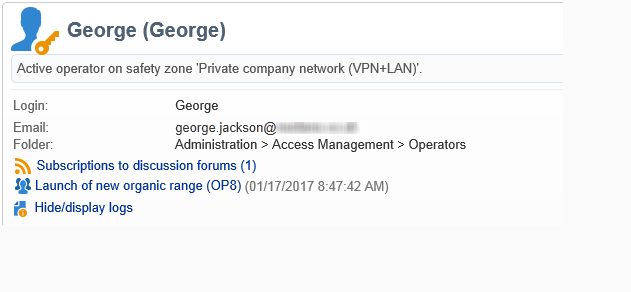 George (George)
Active operator on safety zone 'Private company network (VPN+LAN)'.
Login: George
Email: george.jackson@
Folder: Administration > Access Management > Operators
Subscriptions to discussion forums (1)
Launch of new organic range (OP8) (01/17/2017 8:47:42 AM)
Hide/display logs